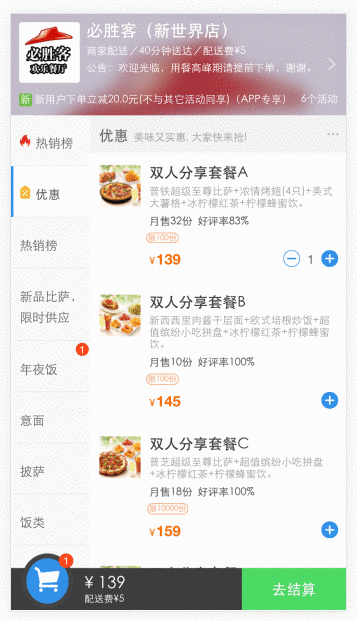 必胜客（新世界店）
必胜客
欢乐餐厅
商家配送／40分钟送达／配送费¥5
公告：欢迎光临，用餐高峰期请提前下单，谢谢。
新 新用户下单立减20.0元(不与其它活动同享)（APP专享） 6个活动
热销榜
优惠
热销榜
新品比萨，
限时供应
1
年夜饭
意面
披萨
饭类
优惠 美味又实惠, 大家快来抢!
双人分享套餐A
普铁超级至尊比萨+浓情烤翅(4只)+美式
大薯格+冰柠檬红茶+柠檬蜂蜜饮。
月售32份 好评率83%
限100份
¥139
1
双人分享套餐B
新西西里肉酱千层面+欧式培根炒饭+超
值缤纷小吃拼盘+冰柠檬红茶+柠檬蜂蜜
饮。
月售10份 好评率100%
限100份
¥145
双人分享套餐C
普芝超级至尊比萨+超值缤纷小吃拼盘
+冰柠檬红茶+柠檬蜂蜜饮。
月售18份 好评率100%
限10000份
¥159
1
¥ 139
配送费¥5
去结算